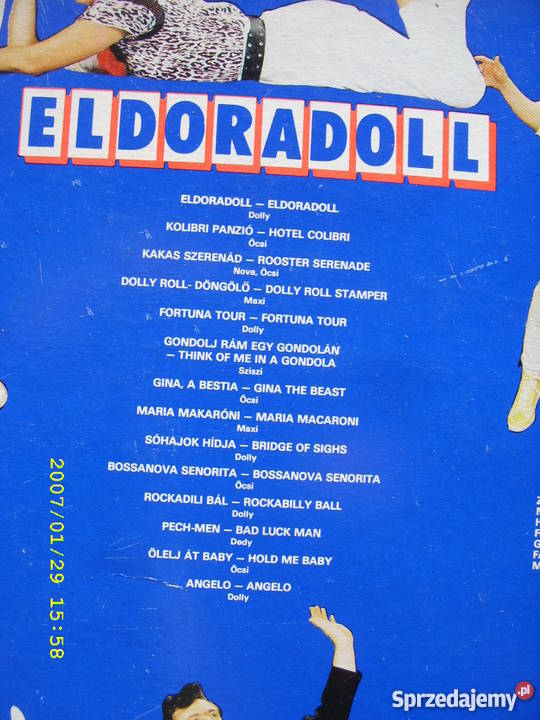 ELDORADOLL
ELDORADOLL – ELDORADOLL
Dolly
KOLIBRI PANZIÓ – HOTEL COLIBRI
Öcsi
KAKAS SZERENÁD – ROOSTER SERENADE
Nova, Öcsi
DOLLY ROLL- DÖNGÖLŐ – DOLLY ROLL STAMPER
Maxi
FORTUNA TOUR – FORTUNA TOUR
Dolly
GONDOLJ RÁM EGY GONDOLÁN
– THINK OF ME IN A GONDOLA
Sziszi
GINA, A BESTIA – GINA THE BEAST
Öcsi
MARIA MAKARÓNI – MARIA MACARONI
Maxi
SÓHAJOK HÍDJA – BRIDGE OF SIGHS
Dolly
BOSSANOVA SENORITA – BOSSANOVA SENORITA
Öcsi
ROCKADILI BÁL – ROCKABILLY BALL
Dolly
PECH-MEN – BAD LUCK MAN
Dedy
ÖLELJ ÁT BABY – HOLD ME BABY
Öcsi
ANGELO – ANGELO
Dolly
2007/01/29 15:58
Sprzedajemy.pl